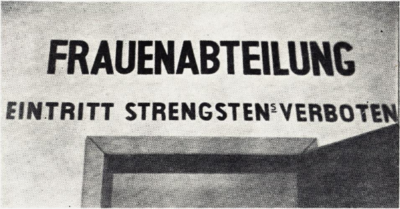 FRAUENABTEILUNG
EINTRITT STRENGSTENS VERBOTEN